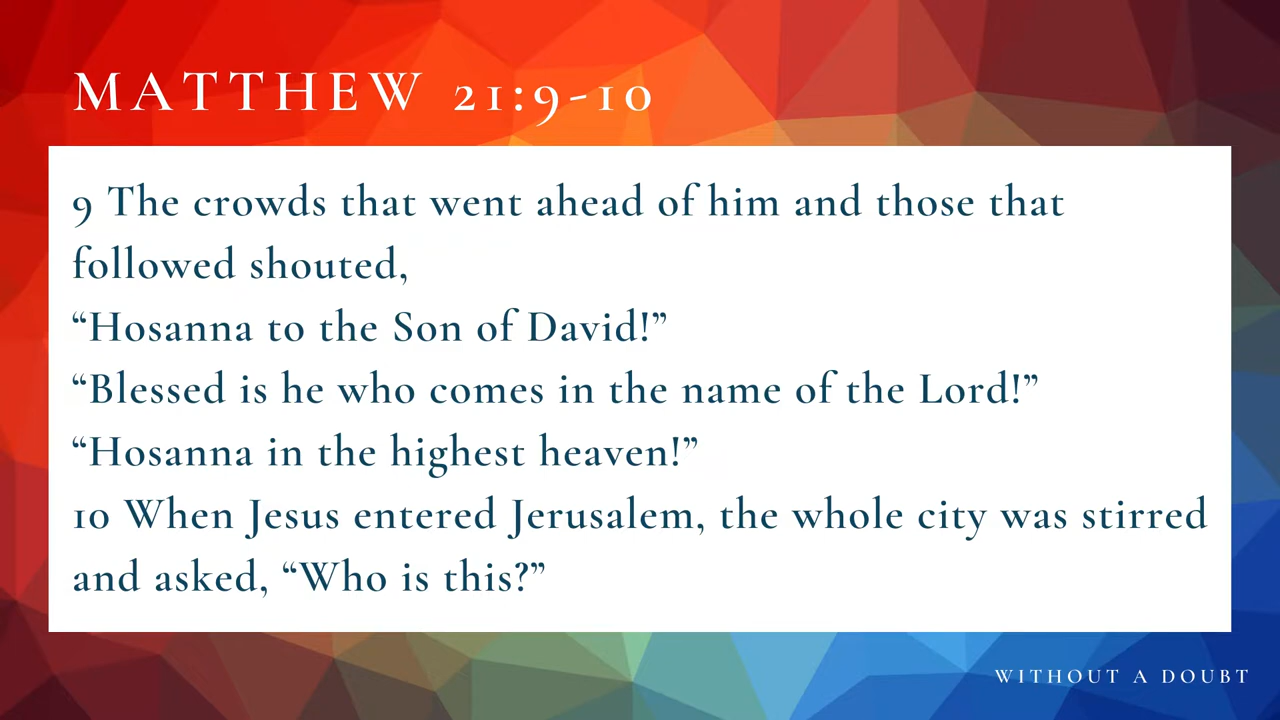 MATTHEW 21:9-10
9 The crowds that went ahead of him and those that
followed shouted,
“Hosanna to the Son of David!”
“Blessed is he who comes in the name of the Lord!”
“Hosanna in the highest heaven!”
10 When Jesus entered Jerusalem, the whole city was stirred
and asked, “Who is this?”
WITHOUT A DOUBT